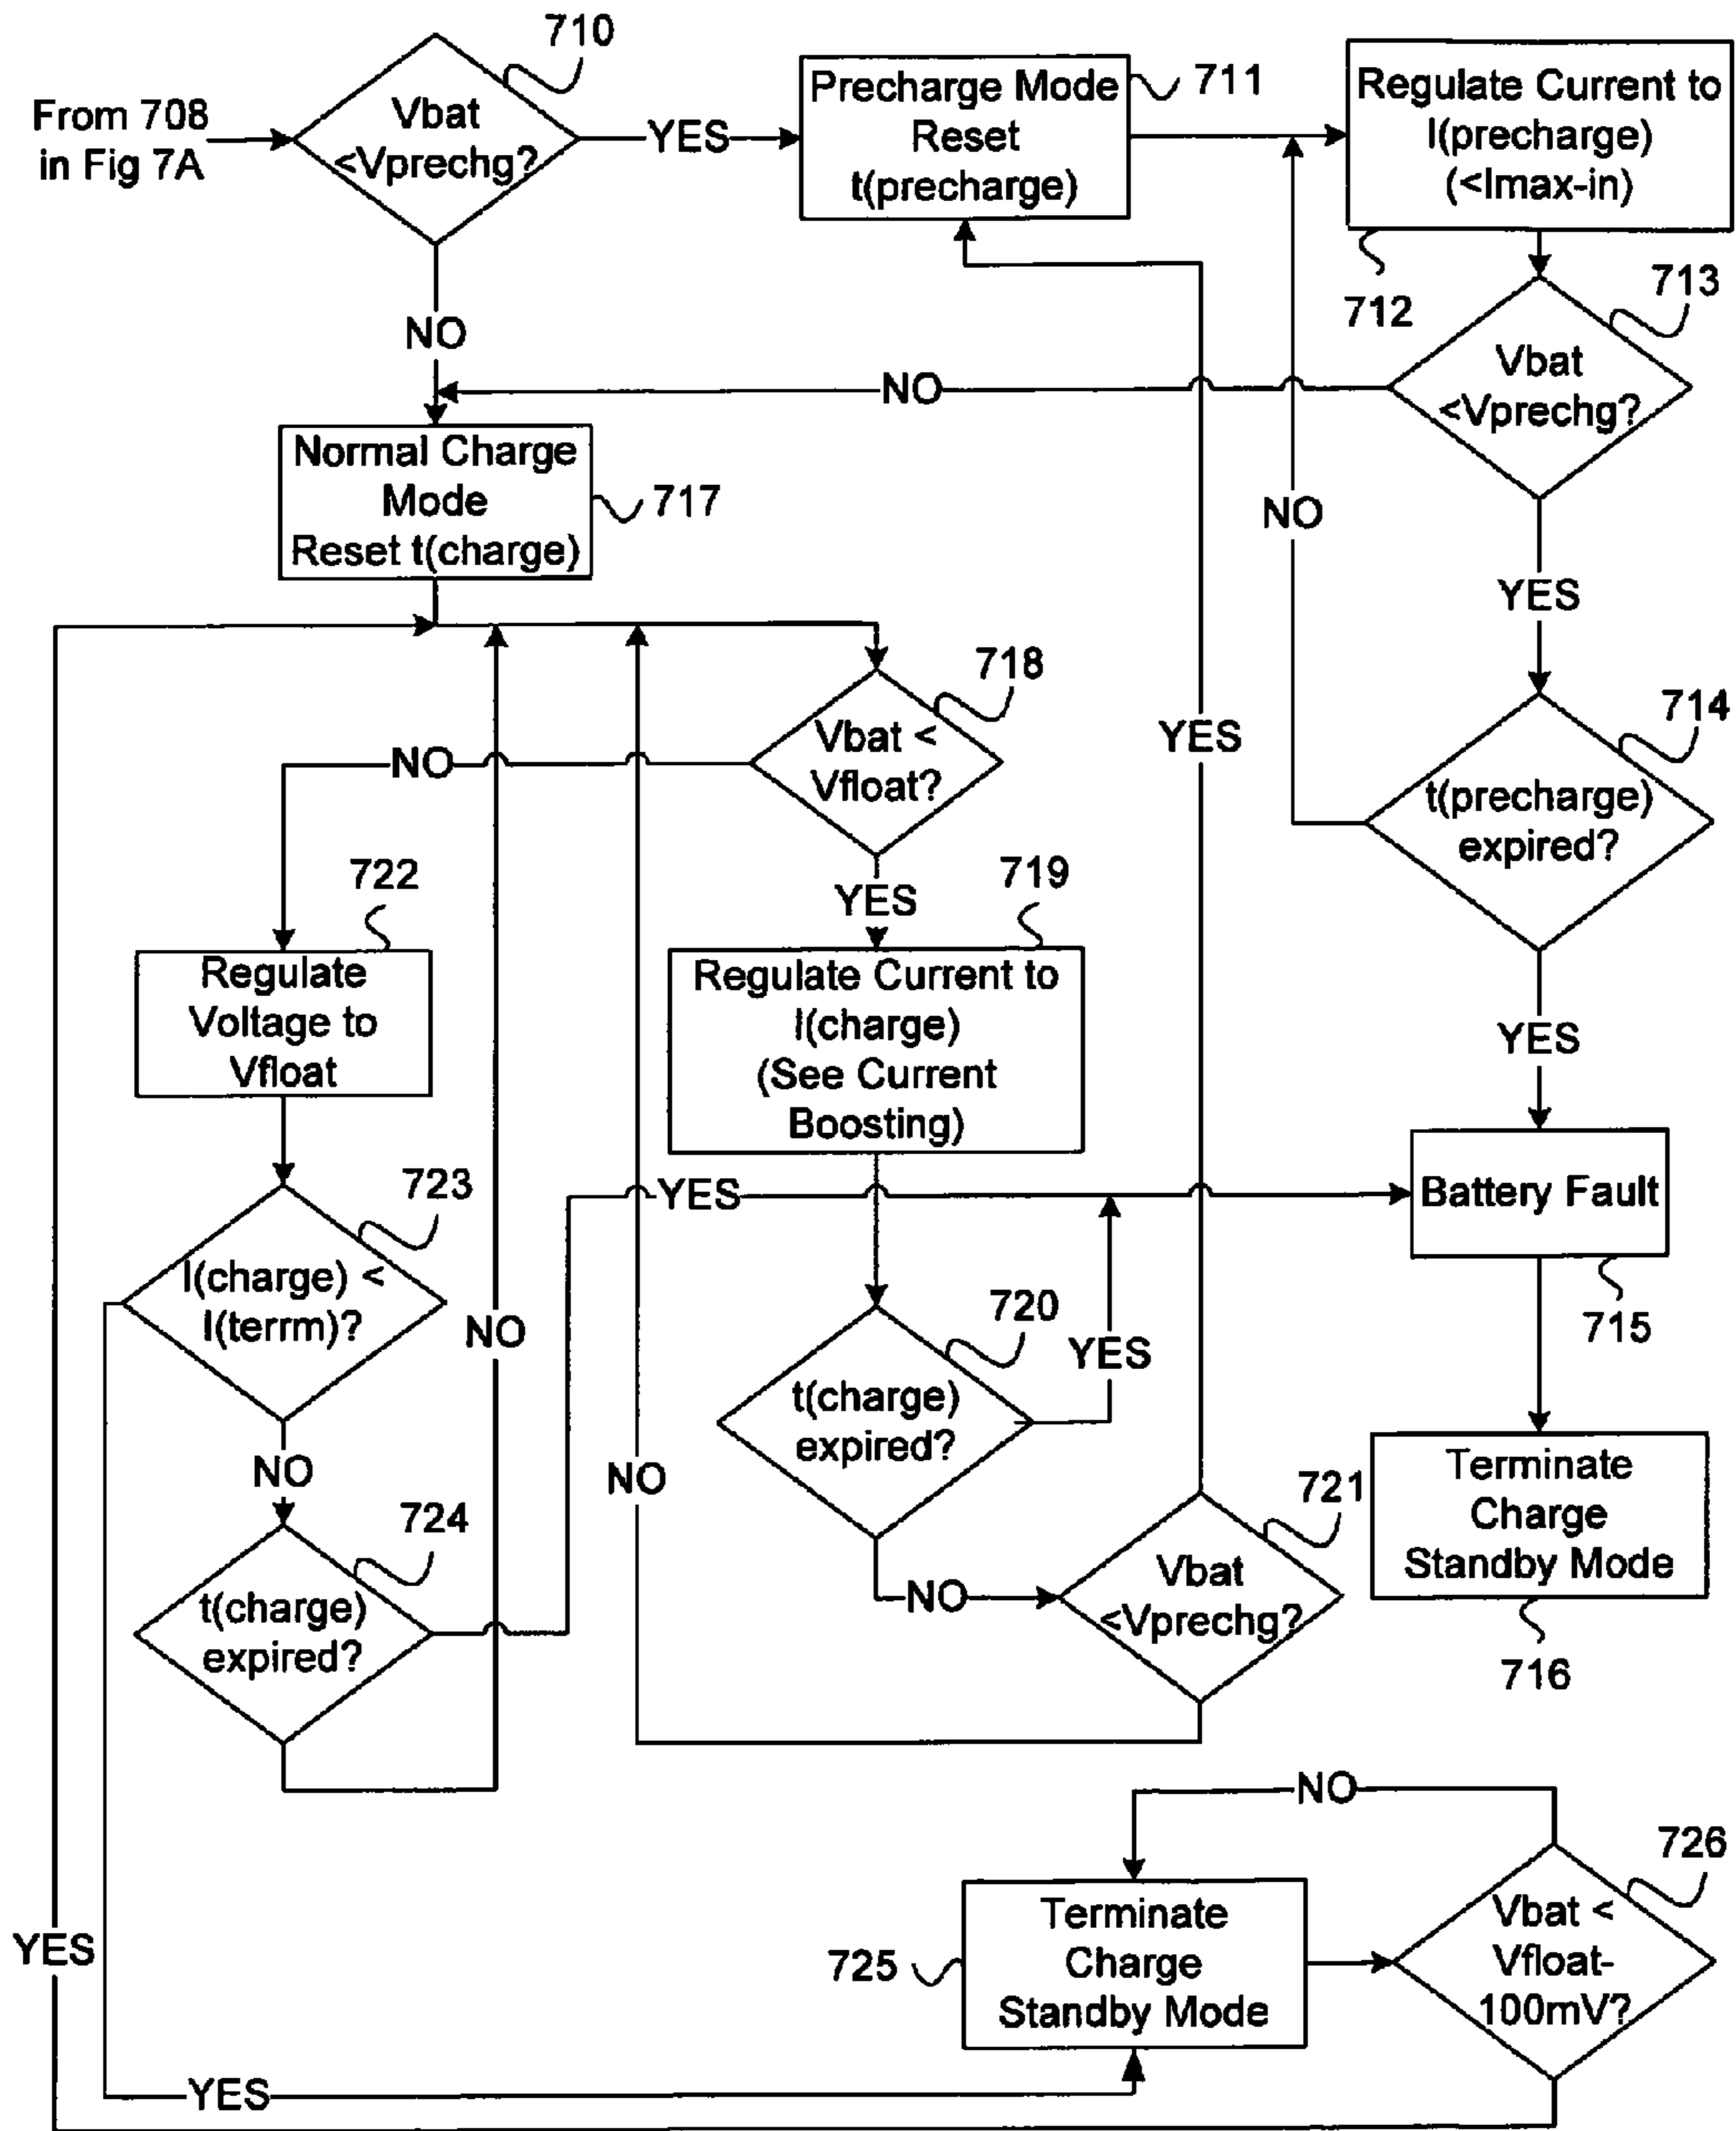 710
From 708
in Fig 7A
Vbat
<Vprechg?
YES
Precharge Mode
Reset
t(precharge)
711
Regulate Current to
I(precharge)
(<Imax-in)
712
713
Vbat
<Vprechg?
NO
NO
Normal Charge
Mode
Reset t(charge)
717
NO
YES
718
Vbat <
Vfloat?
NO
YES
YES
714
t(precharge)
expired?
722
Regulate
Voltage to
Vfloat
719
Regulate Current to
I(charge)
(See Current
Boosting)
YES
723
I(charge) <
I(terrm)?
NO
YES
Battery Fault
715
720
t(charge)
expired?
YES
NO
NO
724
t(charge)
expired?
NO
721
Vbat
<Vprechg?
Terminate
Charge
Standby Mode
716
NO
726
Vbat <
Vfloat-
100mV?
725
Terminate
Charge
Standby Mode
YES
YES